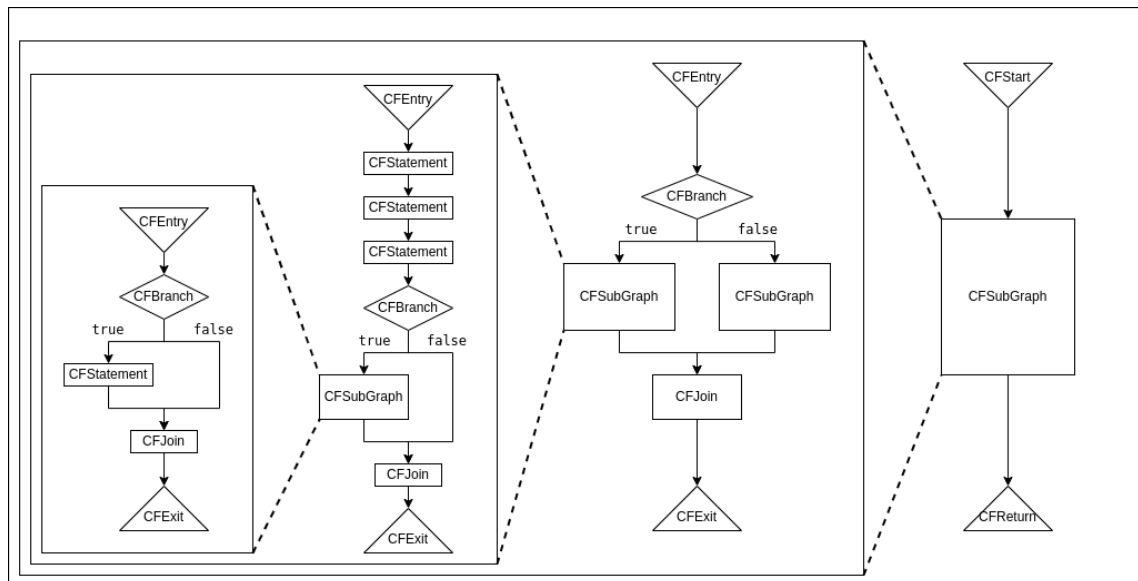 CFEntry
CFBranch
true
false
CFStatement
CFJoin
CFExit
CFEntry
CFStatement
CFStatement
CFStatement
CFBranch
true
false
CFSubGraph
CFJoin
CFExit
CFEntry
CFBranch
true
false
CFSubGraph
CFSubGraph
CFJoin
CFExit
CFStart
CFSubGraph
CFReturn